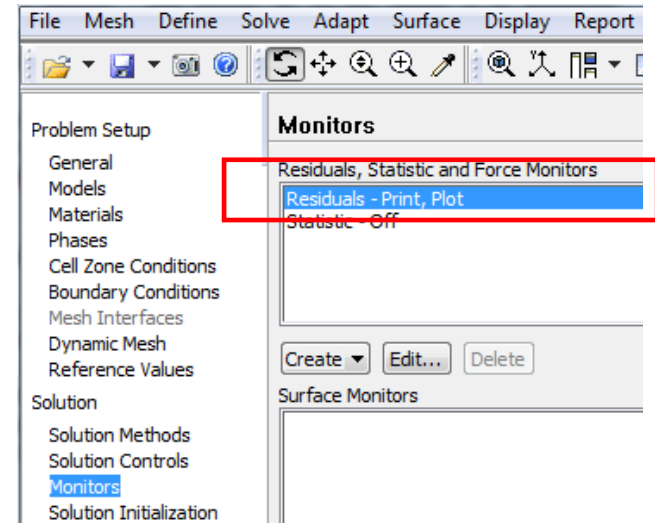 File Mesh Define Solve Adapt Surface Display Report
Problem Setup
General
Models
Materials
Phases
Cell Zone Conditions
Boundary Conditions
Mesh Interfaces
Dynamic Mesh
Reference Values
Solution
Solution Methods
Solution Controls
Monitors
Solution Initialization
Monitors
Residuals, Statistic and Force Monitors
Residuals - Print, Plot
Statistic - Off
Create Edit... Delete
Surface Monitors